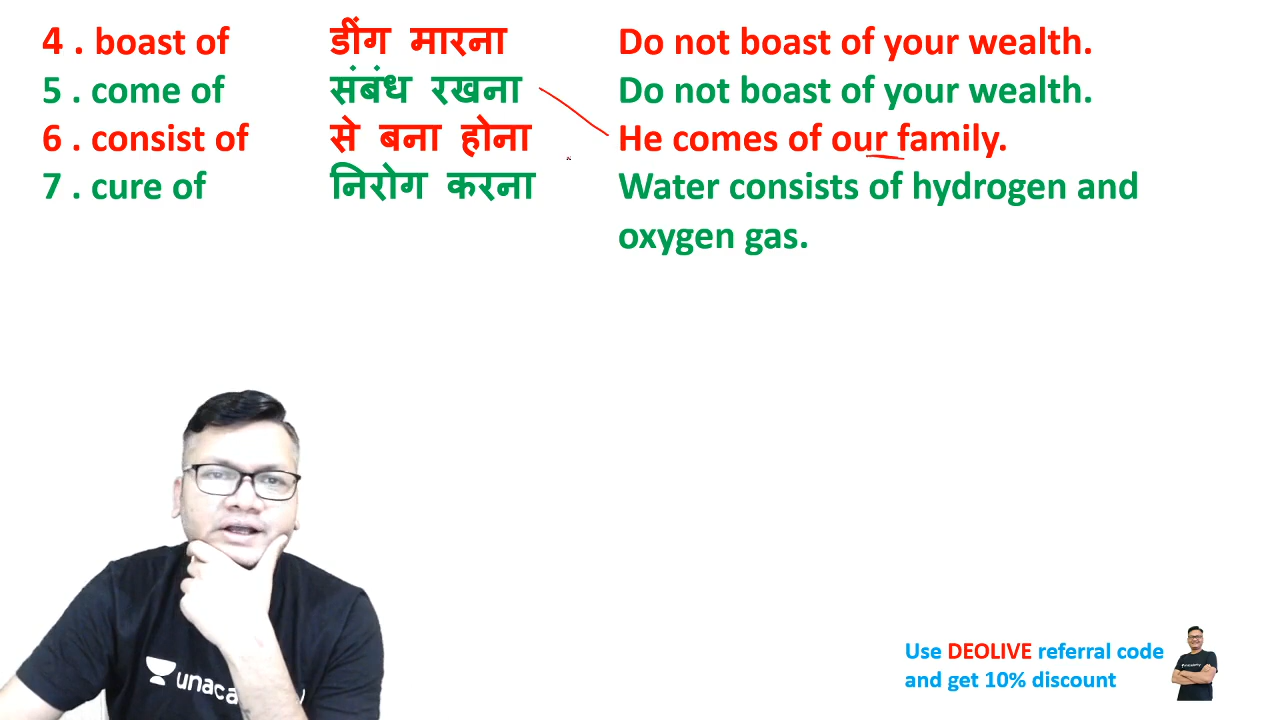 4 . boast of डींग मारना Do not boast of your wealth.
5 . come of संबंध रखना Do not boast of your wealth.
6 . consist of से बना होना He comes of our family.
7 . cure of निरोग करना Water consists of hydrogen and
oxygen gas.
unaca my
Use DEOLIVE referral code
and get 10% discount